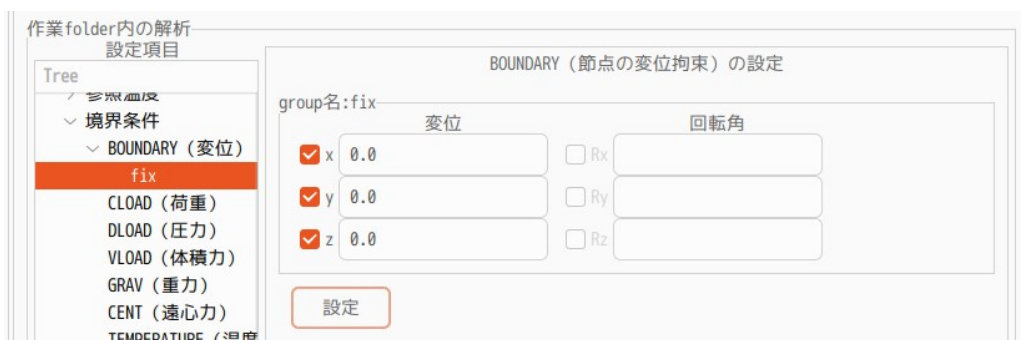 作業folder内の解析
設定項目
Tree
参照温度
境界条件
BOUNDARY (変位)
fix
CLOAD (荷重)
DLOAD (圧力)
VLOAD (体積力)
GRAV (重力)
CENT (遠心力)
TEMPERATURE (温度
BOUNDARY (節点の変位拘束) の設定
group名:fix
変位 回転角
x 0.0 Rx
y 0.0 Ry
z 0.0 Rz
設定